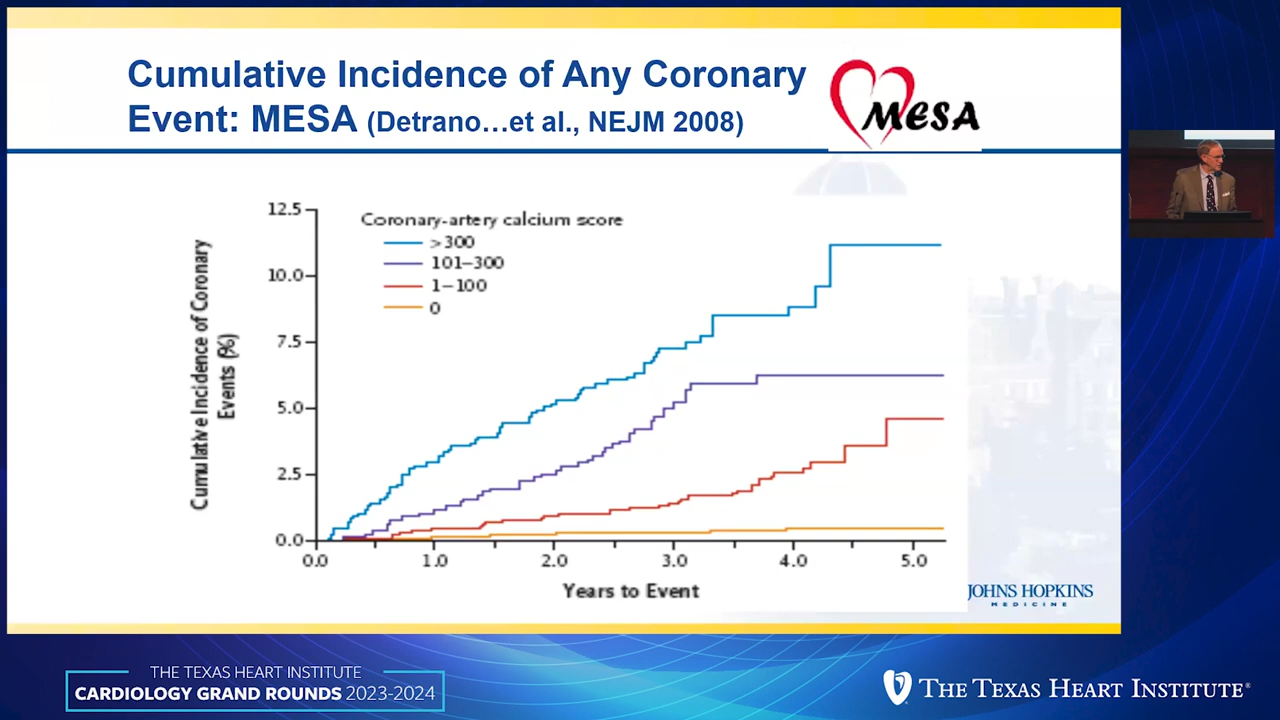 Cumulative Incidence of Any Coronary
Event: MESA (Detrano…et al., NEJM 2008)
MESA
Coronary-artery calcium score
>300
101–300
1–100
0
Cumulative Incidence of Coronary
Events (%)
12.5
10.0
7.5
5.0
2.5
0.0
0.0 1.0 2.0 3.0 4.0 5.0
Years to Event
JOHNS HOPKINS
MEDICINE
THE TEXAS HEART INSTITUTE
CARDIOLOGY GRAND ROUNDS 2023-2024
THE TEXAS HEART INSTITUTE®